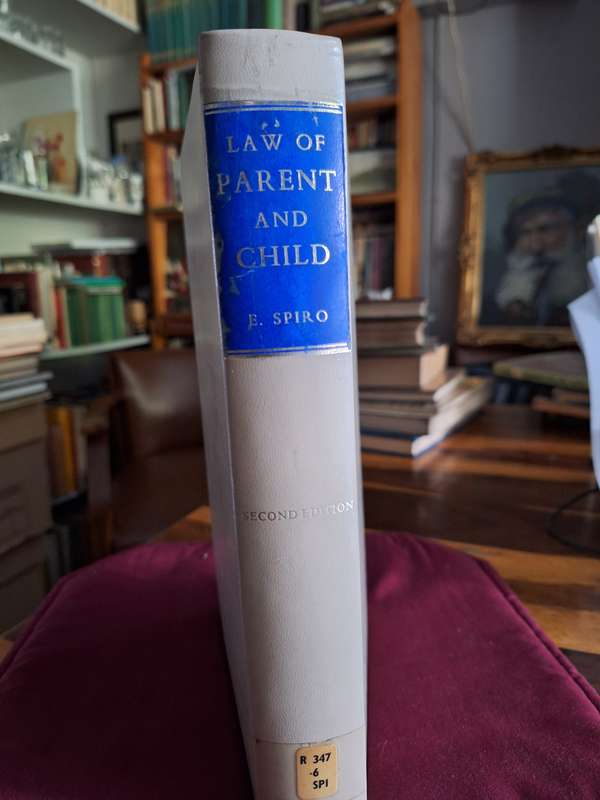 LAW OF
PARENT
AND
CHILD
E. SPIRO
SECOND EDITION
R 347
·6
SPI